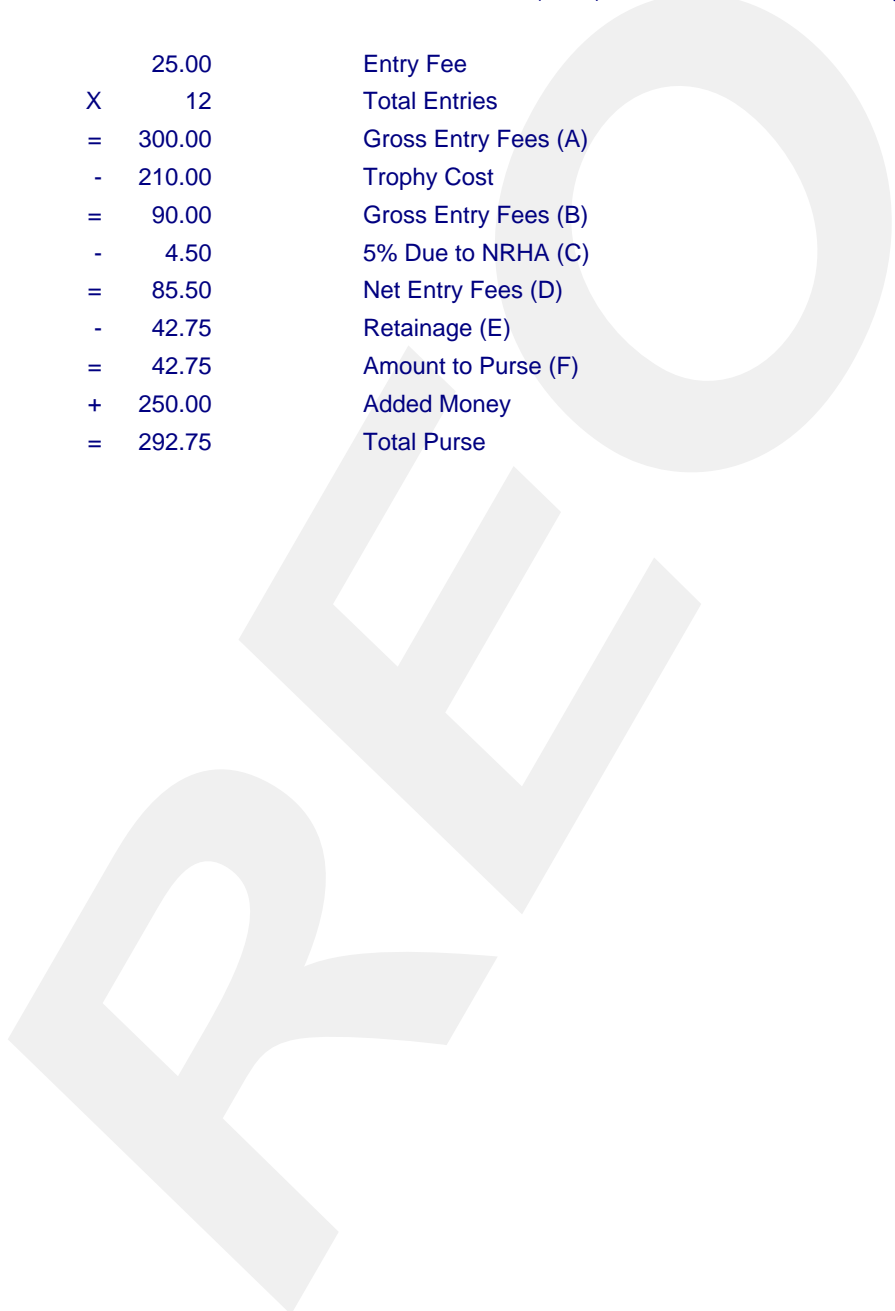 25.00 Entry Fee
X 12 Total Entries
= 300.00 Gross Entry Fees (A)
- 210.00 Trophy Cost
= 90.00 Gross Entry Fees (B)
- 4.50 5% Due to NRHA (C)
= 85.50 Net Entry Fees (D)
- 42.75 Retainage (E)
= 42.75 Amount to Purse (F)
+ 250.00 Added Money
= 292.75 Total Purse
REO